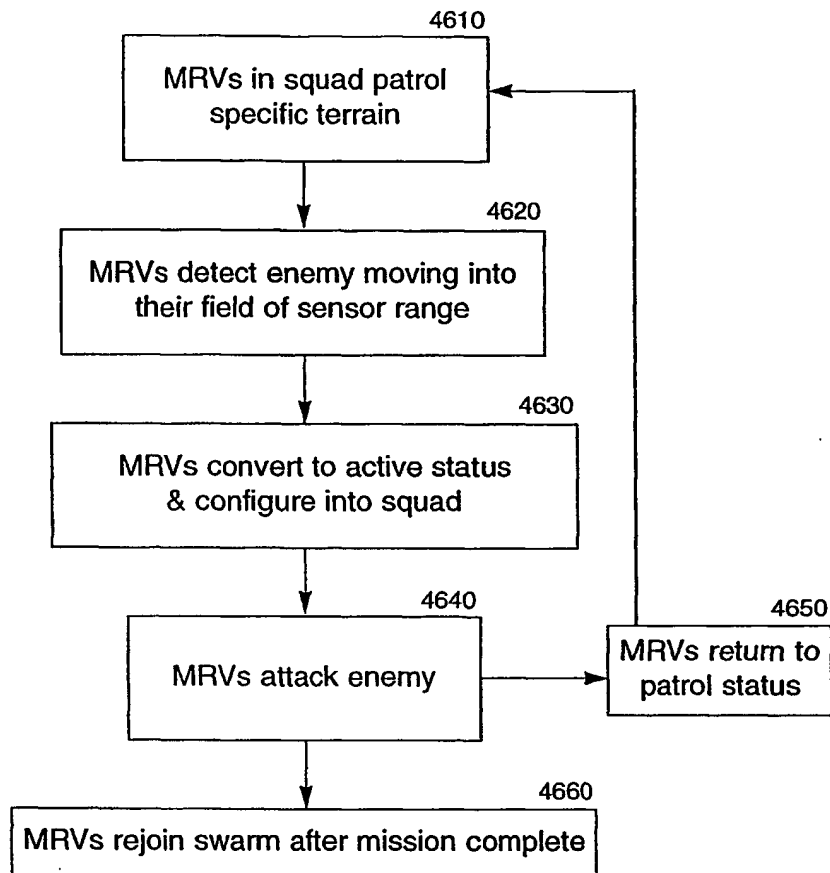 4610
MRVs in squad patrol
specific terrain
4620
MRVs detect enemy moving into
their field of sensor range
4630
MRVs convert to active status
& configure into squad
4640
MRVs attack enemy
4650
MRVs return to
patrol status
4660
MRVs rejoin swarm after mission complete